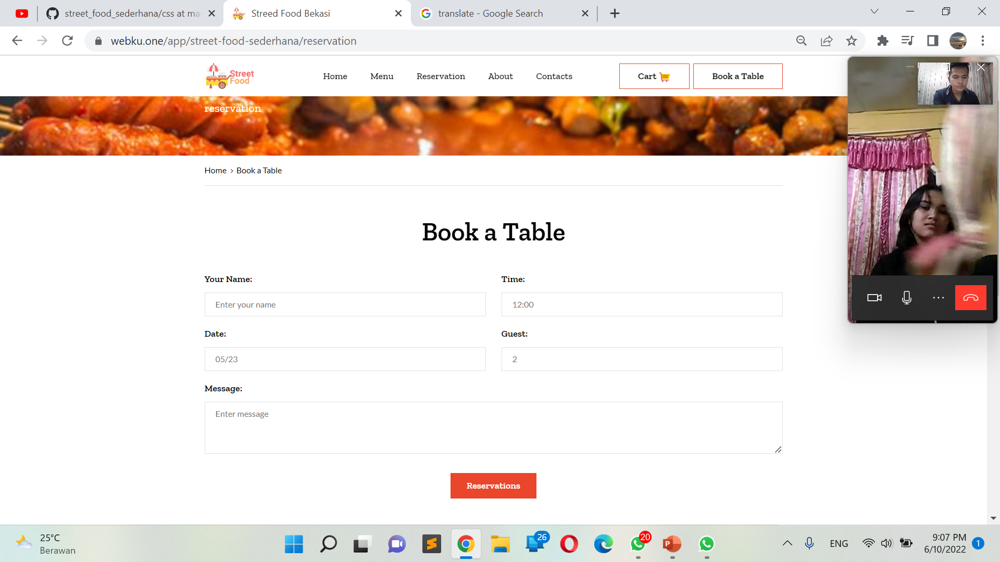 street_food_sederhana/css at ma
Streed Food Bekasi
translate - Google Search
webku.one/app/street-food-sederhana/reservation
Street
Food
Home
Menu
Reservation
About
Contacts
Cart
Book a Table
reservation
Home › Book a Table
Book a Table
Your Name:
Time:
Enter your name
12:00
Date:
Guest:
05/23
2
Message:
Enter message
Reservations
25°C
Berawan
26
20
ENG
9:07 PM
6/10/2022
1